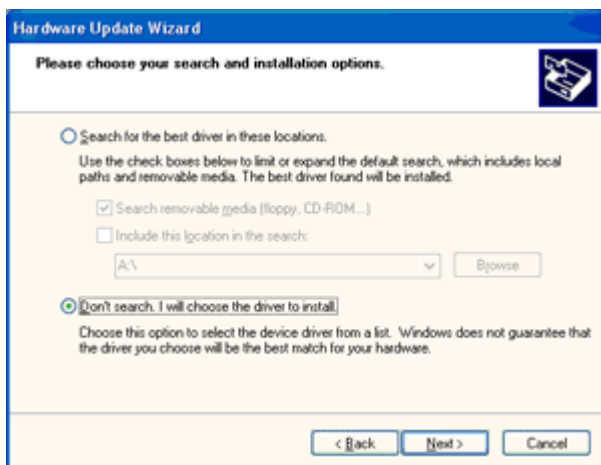 Hardware Update Wizard
Please choose your search and installation options.
Search for the best driver in these locations.
Use the check boxes below to limit or expand the default search, which includes local
paths and removable media. The best driver found will be installed.
Search removable media (floppy, CD-ROM...)
Include this location in the search:
A:\
Browse
Don't search. I will choose the driver to install.
Choose this option to select the device driver from a list. Windows does not guarantee that
the driver you choose will be the best match for your hardware.
< Back Next > Cancel